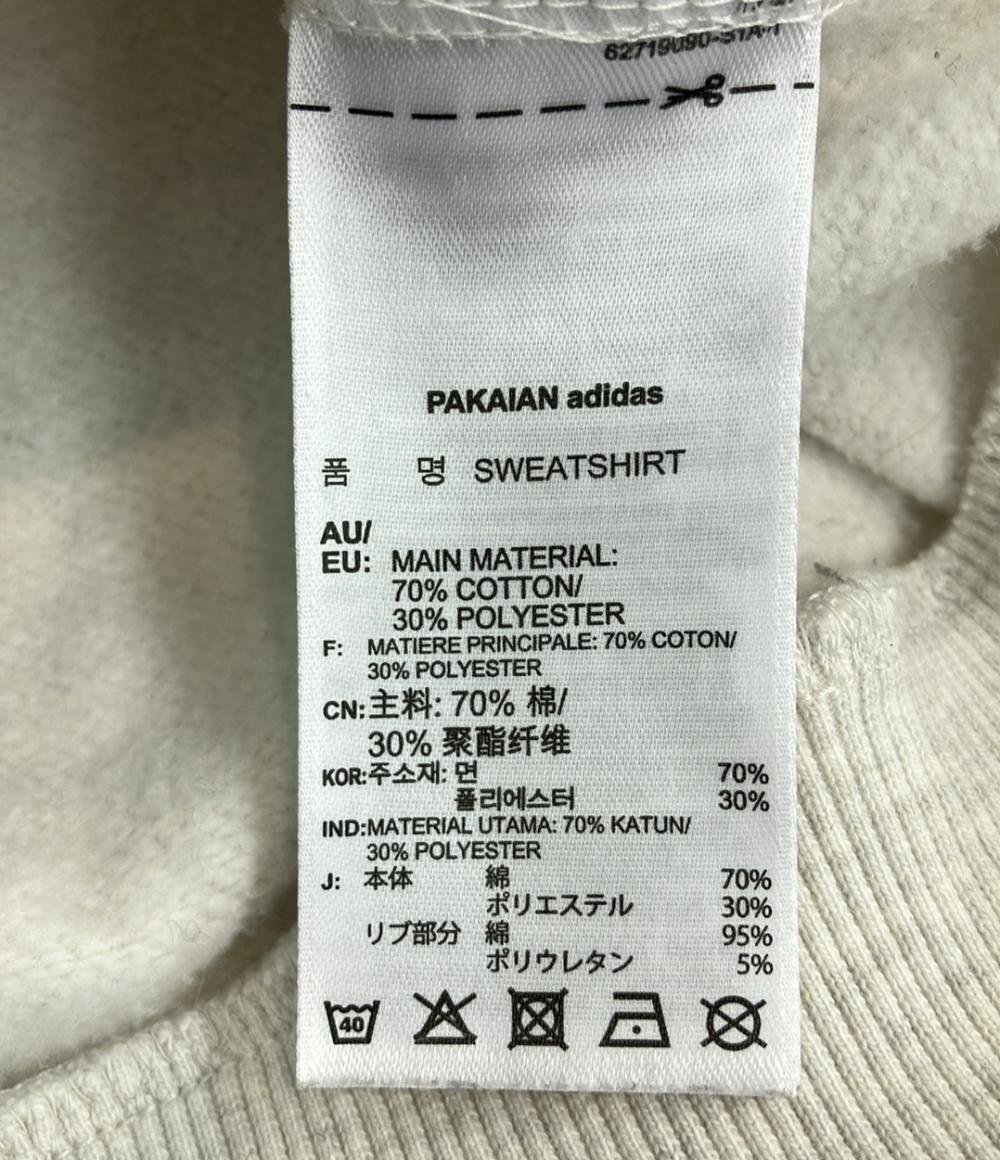 62719090-S1A-1
PAKAIAN adidas
품 명 SWEATSHIRT
AU/
EU: MAIN MATERIAL:
70% COTTON/
30% POLYESTER
F: MATIERE PRINCIPALE: 70% COTON/
30% POLYESTER
CN: 主料: 70% 棉/
30% 聚酯纤维
KOR: 주소재: 면 70%
폴리에스터 30%
IND: MATERIAL UTAMA: 70% KATUN/
30% POLYESTER
J: 本体 綿 70%
ポリエステル 30%
リブ部分 綿 95%
ポリウレタン 5%
40